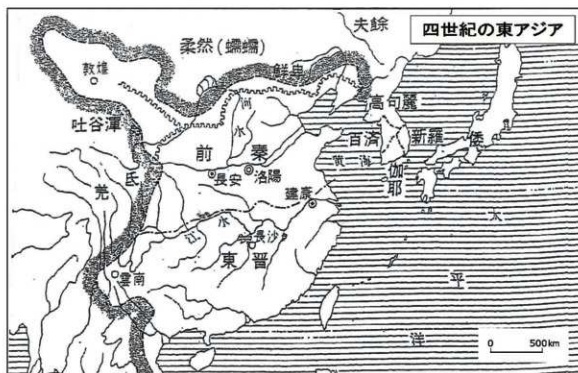 四世紀の東アジア
夫餘
柔然(蠕蠕)
鮮卑
敦煌
高句麗
吐谷渾
河水
百済
新羅
倭
前秦
黄海
伽耶
氐
羌
長安
洛陽
建康
江水
長沙
東晋
雲南
太平洋
0 500km